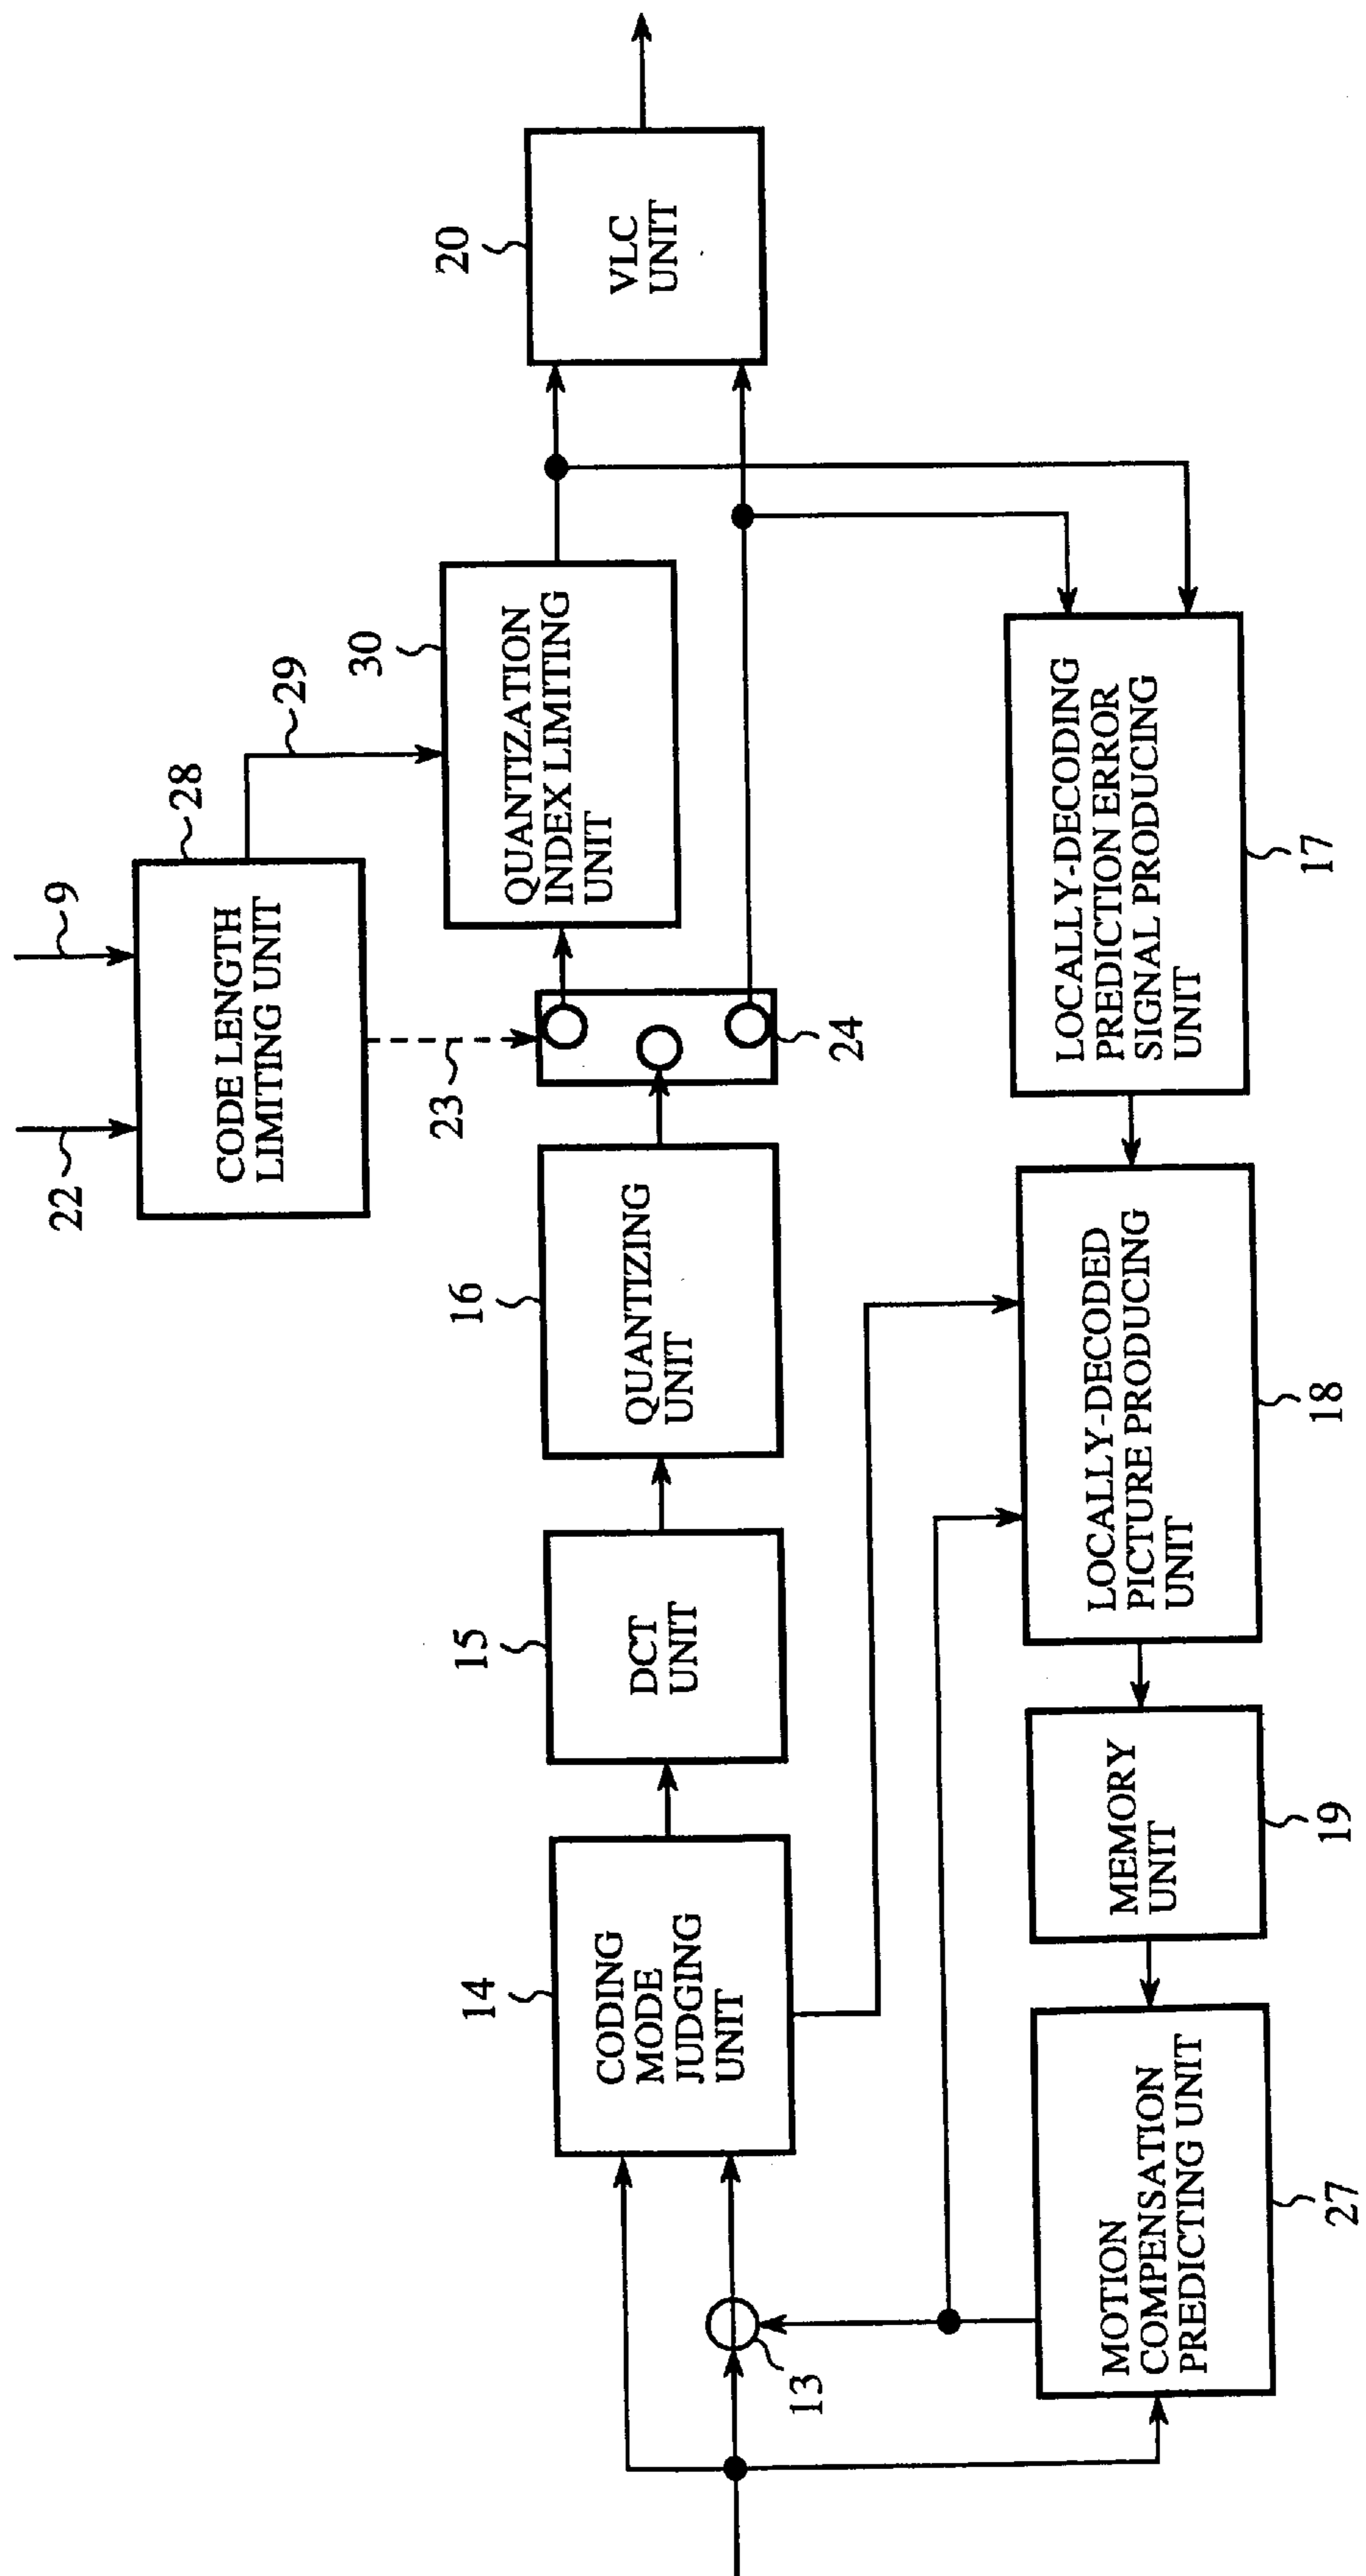 22
9
CODE LENGTH
LIMITING UNIT
28
29
23
30
QUANTIZATION
INDEX LIMITING
UNIT
20
VLC
UNIT
14
CODING
MODE
JUDGING
UNIT
15
DCT
UNIT
16
QUANTIZING
UNIT
24
13
MOTION
COMPENSATION
PREDICTING UNIT
27
MEMORY
UNIT
19
LOCALLY-DECODED
PICTURE PRODUCING
UNIT
18
LOCALLY-DECODING
PREDICTION ERROR
SIGNAL PRODUCING
UNIT
17